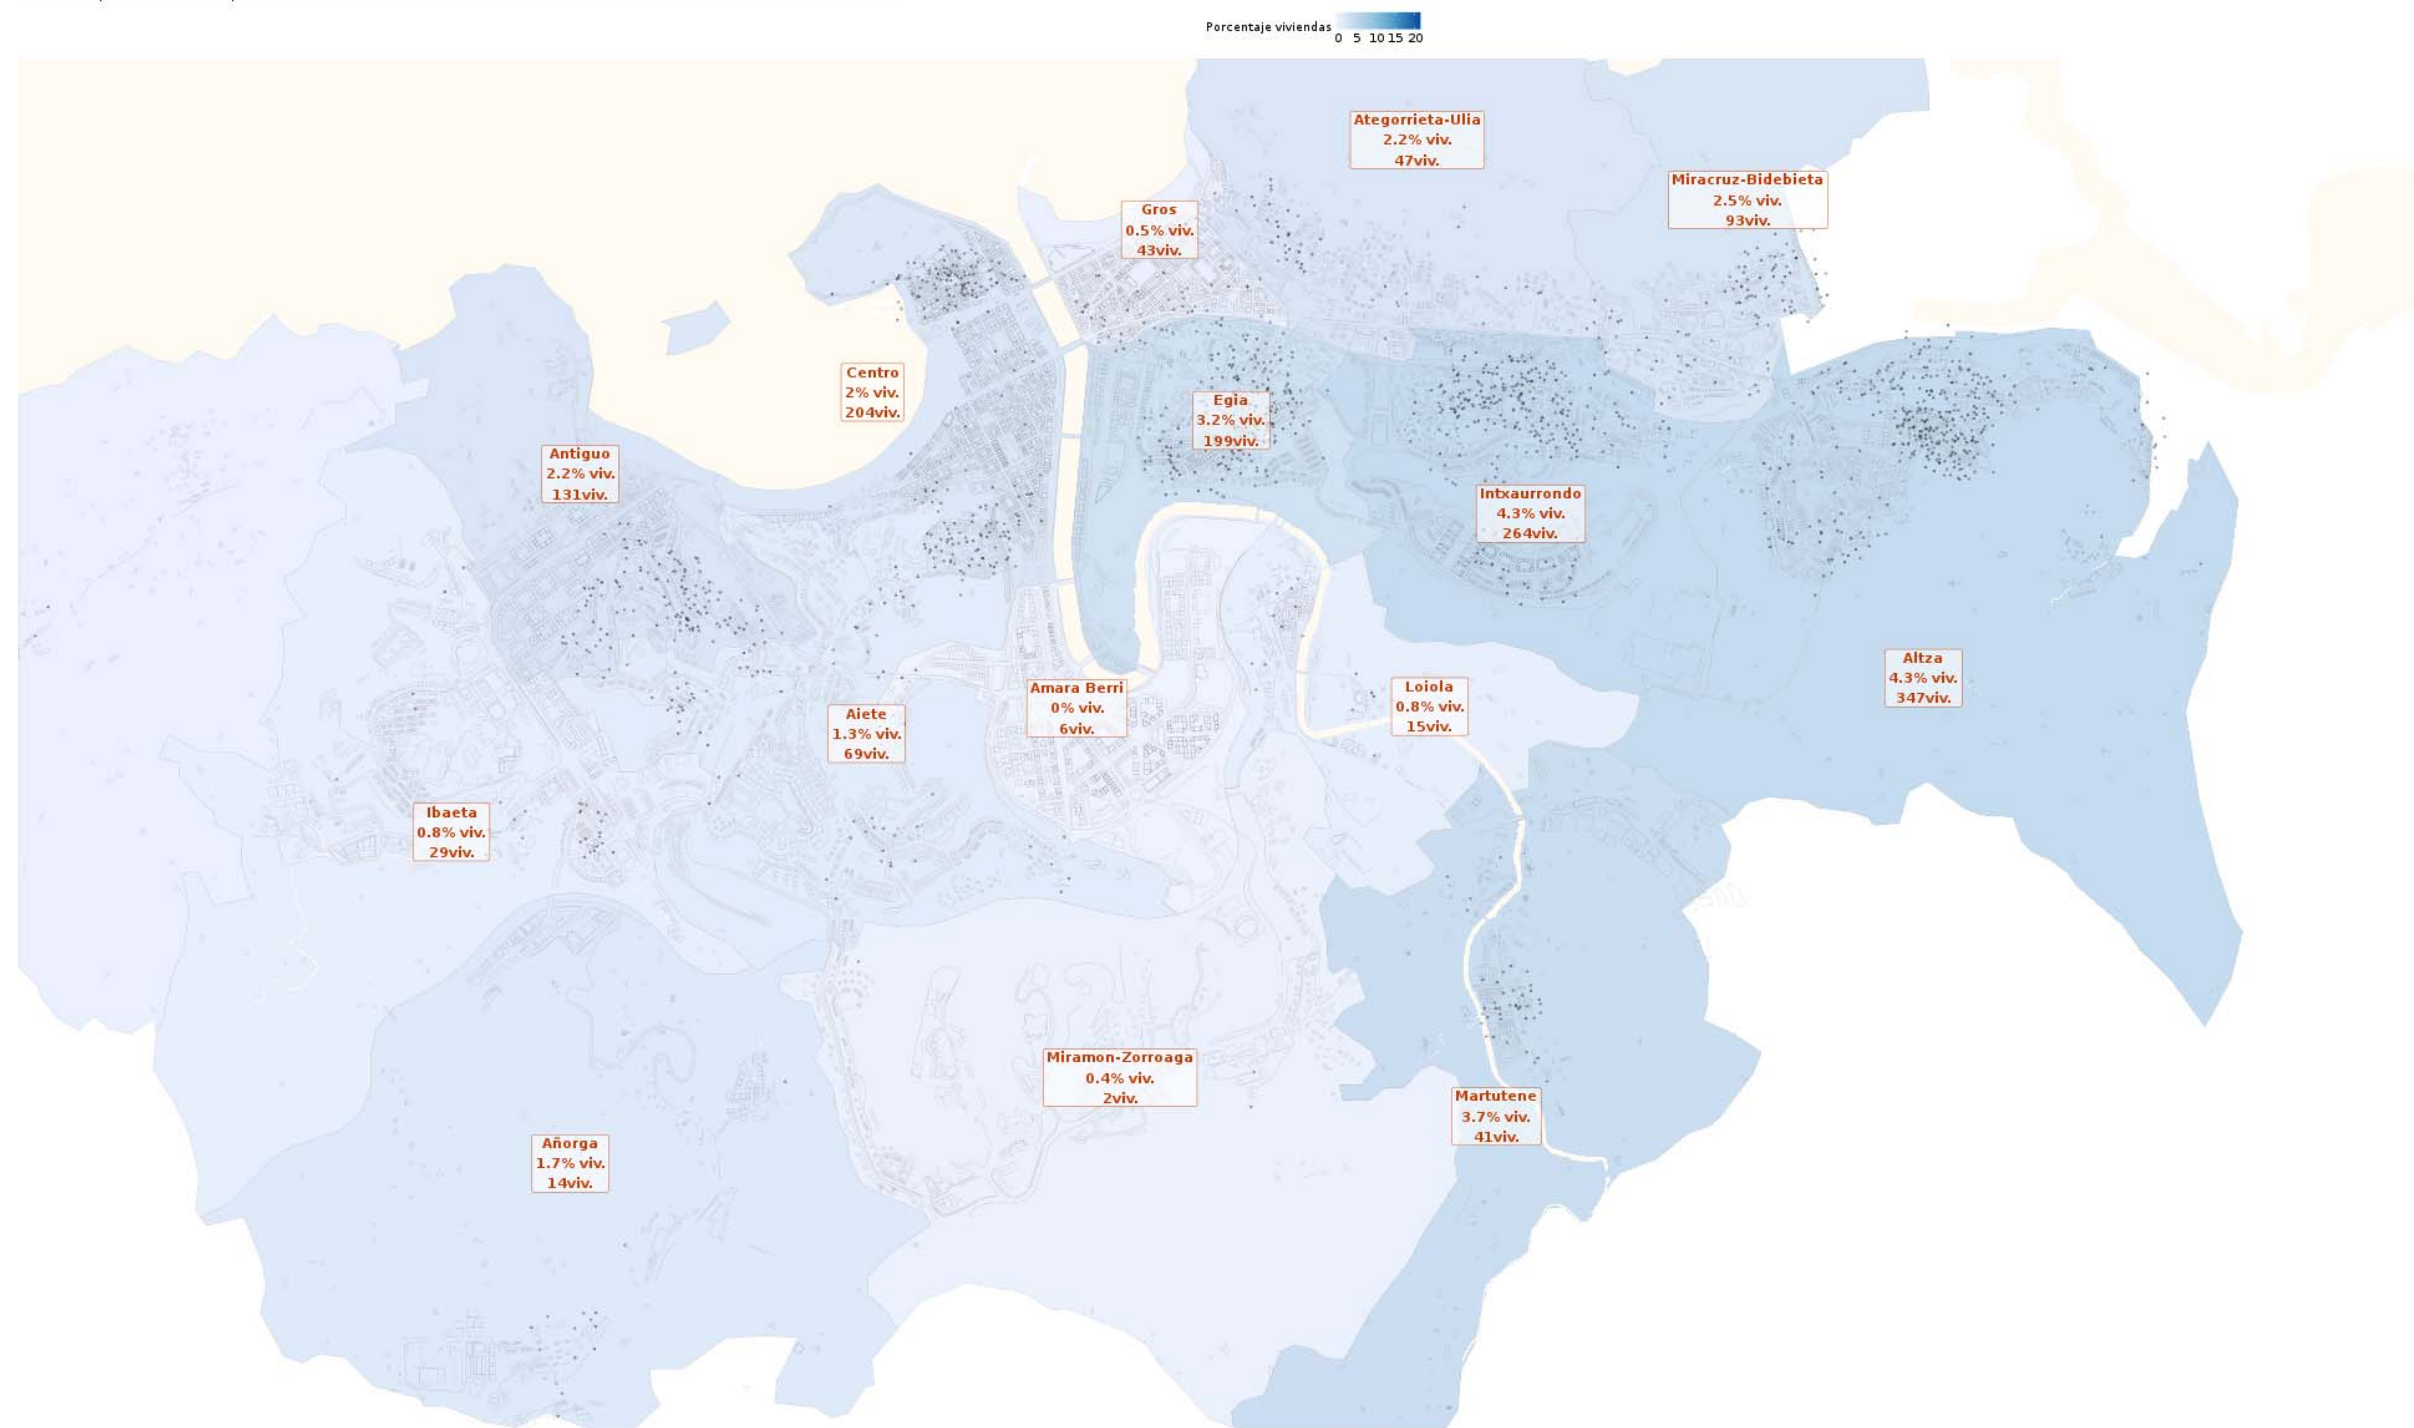 Porcentaje viviendas
0 5 10 15 20
Ategorrieta-Ulia
2.2% viv.
47viv.
Miracruz-Bidebieta
2.5% viv.
93viv.
Gros
0.5% viv.
43viv.
Centro
2% viv.
204viv.
Egia
3.2% viv.
199viv.
Antiguo
2.2% viv.
131viv.
Intxaurrondo
4.3% viv.
264viv.
Altza
4.3% viv.
347viv.
Amara Berri
0% viv.
6viv.
Loiola
0.8% viv.
15viv.
Aiete
1.3% viv.
69viv.
Ibaeta
0.8% viv.
29viv.
Miramon-Zorroaga
0.4% viv.
2viv.
Martutene
3.7% viv.
41viv.
Añorga
1.7% viv.
14viv.